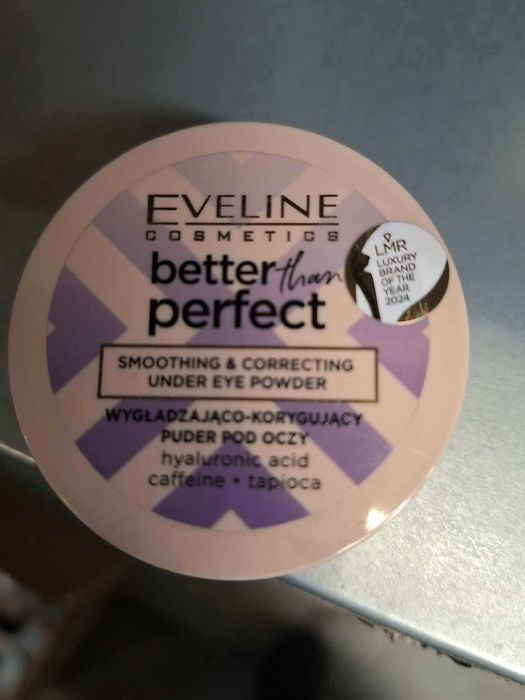 EVELINE
COSMETICS
better than
perfect
LMR
LUXURY
BRAND
OF THE
YEAR
2024
SMOOTHING & CORRECTING
UNDER EYE POWDER
WYGŁADZAJĄCO-KORYGUJĄCY
PUDER POD OCZY
hyaluronic acid
caffeine • tapioca